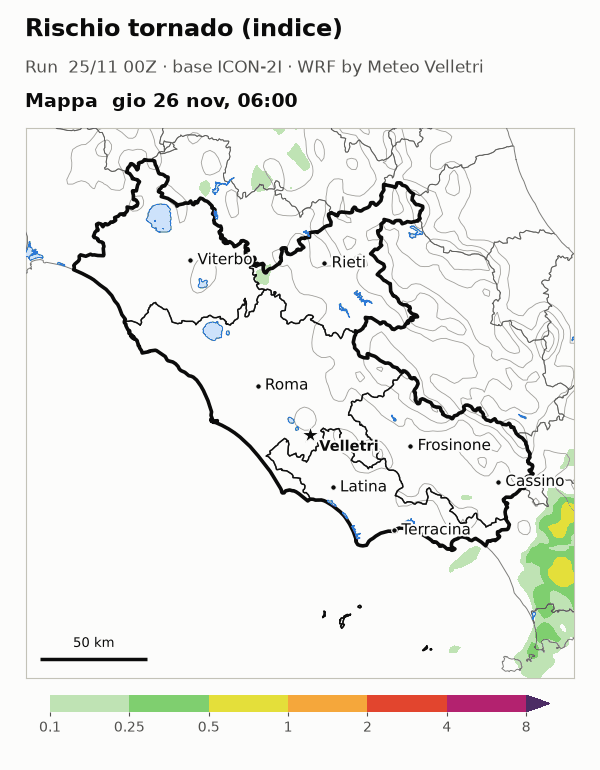 Rischio tornado (indice)
Run  25/11 00Z · base ICON-2I · WRF by Meteo Velletri
Mappa  gio 26 nov, 06:00
Viterbo
Rieti
Roma
Velletri
Frosinone
Cassino
Latina
Terracina
50 km
0.1 0.25 0.5 1 2 4 8